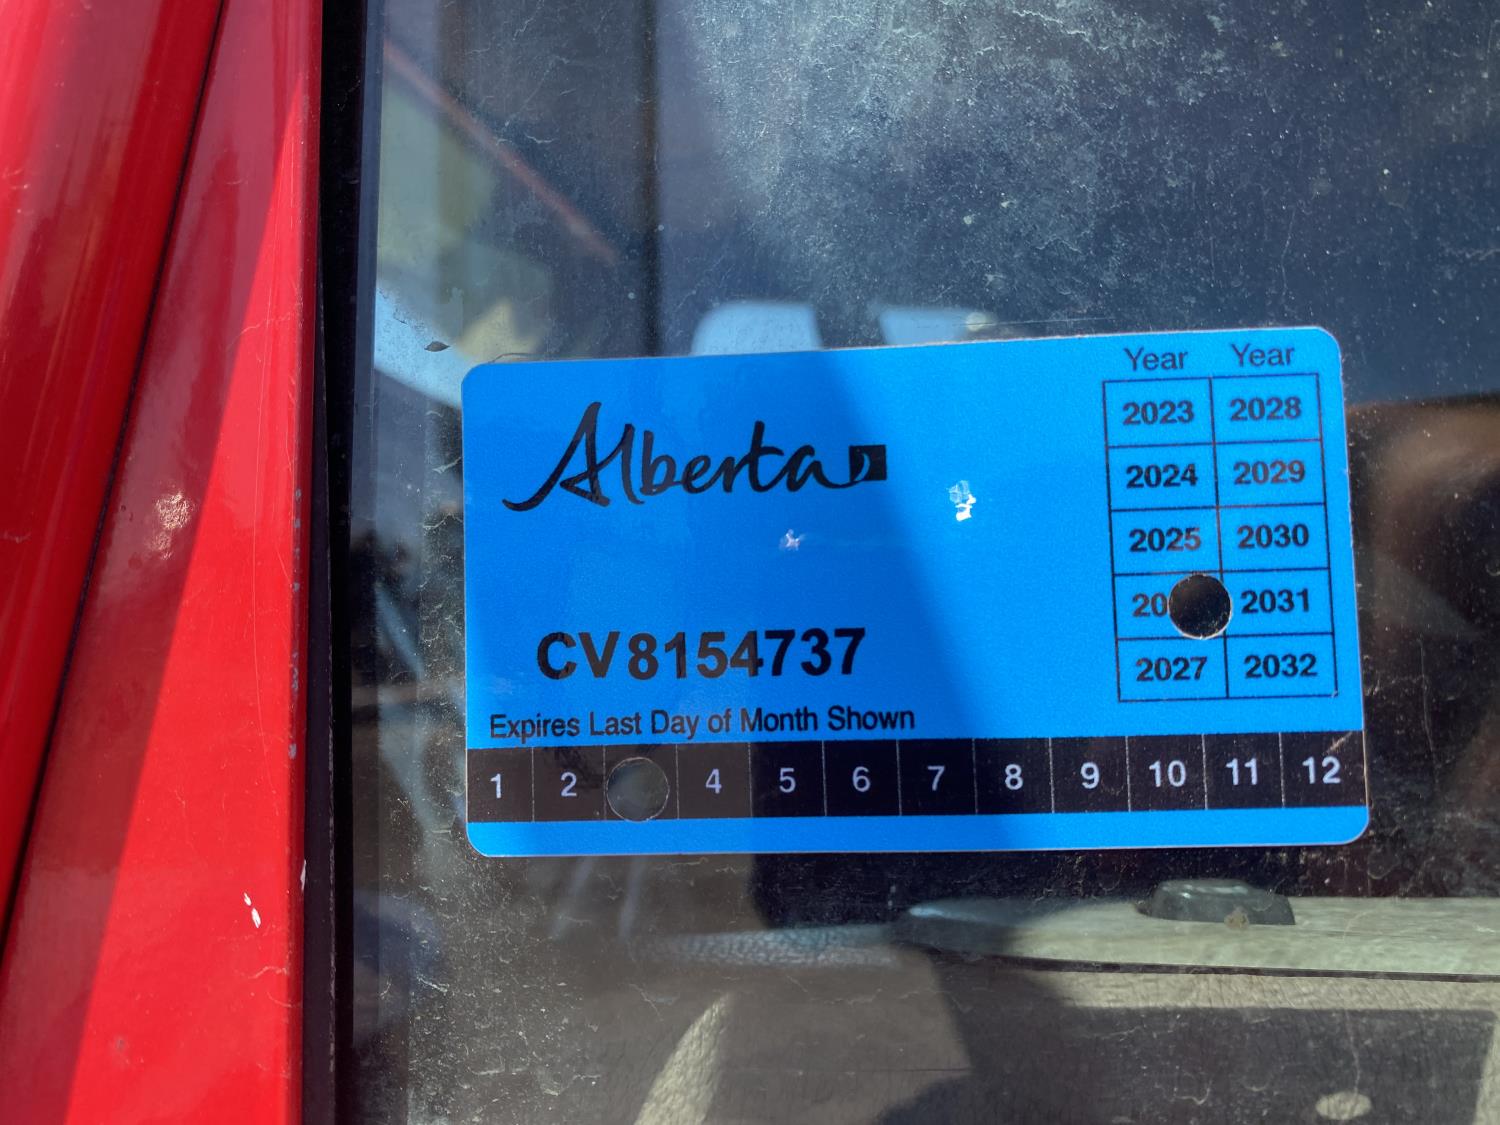 Alberta
Year Year
2023 2028
2024 2029
2025 2030
20 2031
2027 2032
CV8154737
Expires Last Day of Month Shown
1 2 4 5 6 7 8 9 10 11 12